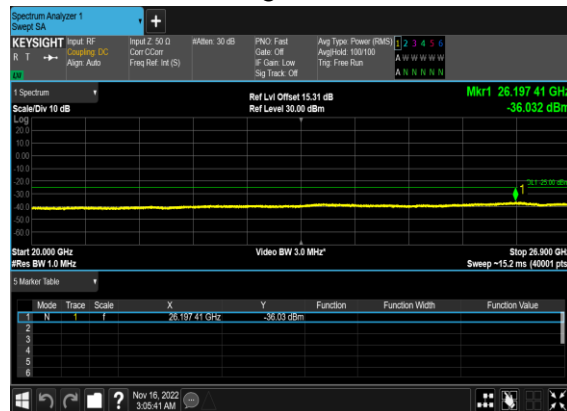 Spectrum Analyzer 1
Swept SA
+
KEYSIGHT Input: RF Input Z: 50 Ω #Atten: 30 dB PNO: Fast Avg Type: Power (RMS) 1 2 3 4 5 6
R T Coupling: DC Corr CCorr Gate: Off Avg|Hold: 100/100 A W W W W W
Align: Auto Freq Ref: Int (S) IF Gain: Low Trig: Free Run
LW Sig Track: Off A N N N N N
1 Spectrum Ref Lvl Offset 15.31 dB Mkr1 26.197 41 GHz
Scale/Div 10 dB Ref Level 30.00 dBm -36.032 dBm
Log
20.0
10.0
0.00
-10.0
-20.0
DL1 25.00 dBm
1
-30.0
-40.0
-50.0
-60.0
Start 20.000 GHz Video BW 3.0 MHz* Stop 26.900 GHz
#Res BW 1.0 MHz Sweep ~15.2 ms (40001 pts)
5 Marker Table
Mode Trace Scale X Y Function Function Width Function Value
1 N 1 f 26.197 41 GHz -36.03 dBm
2
3
4
5
6
? Nov 16, 2022
3:05:41 AM